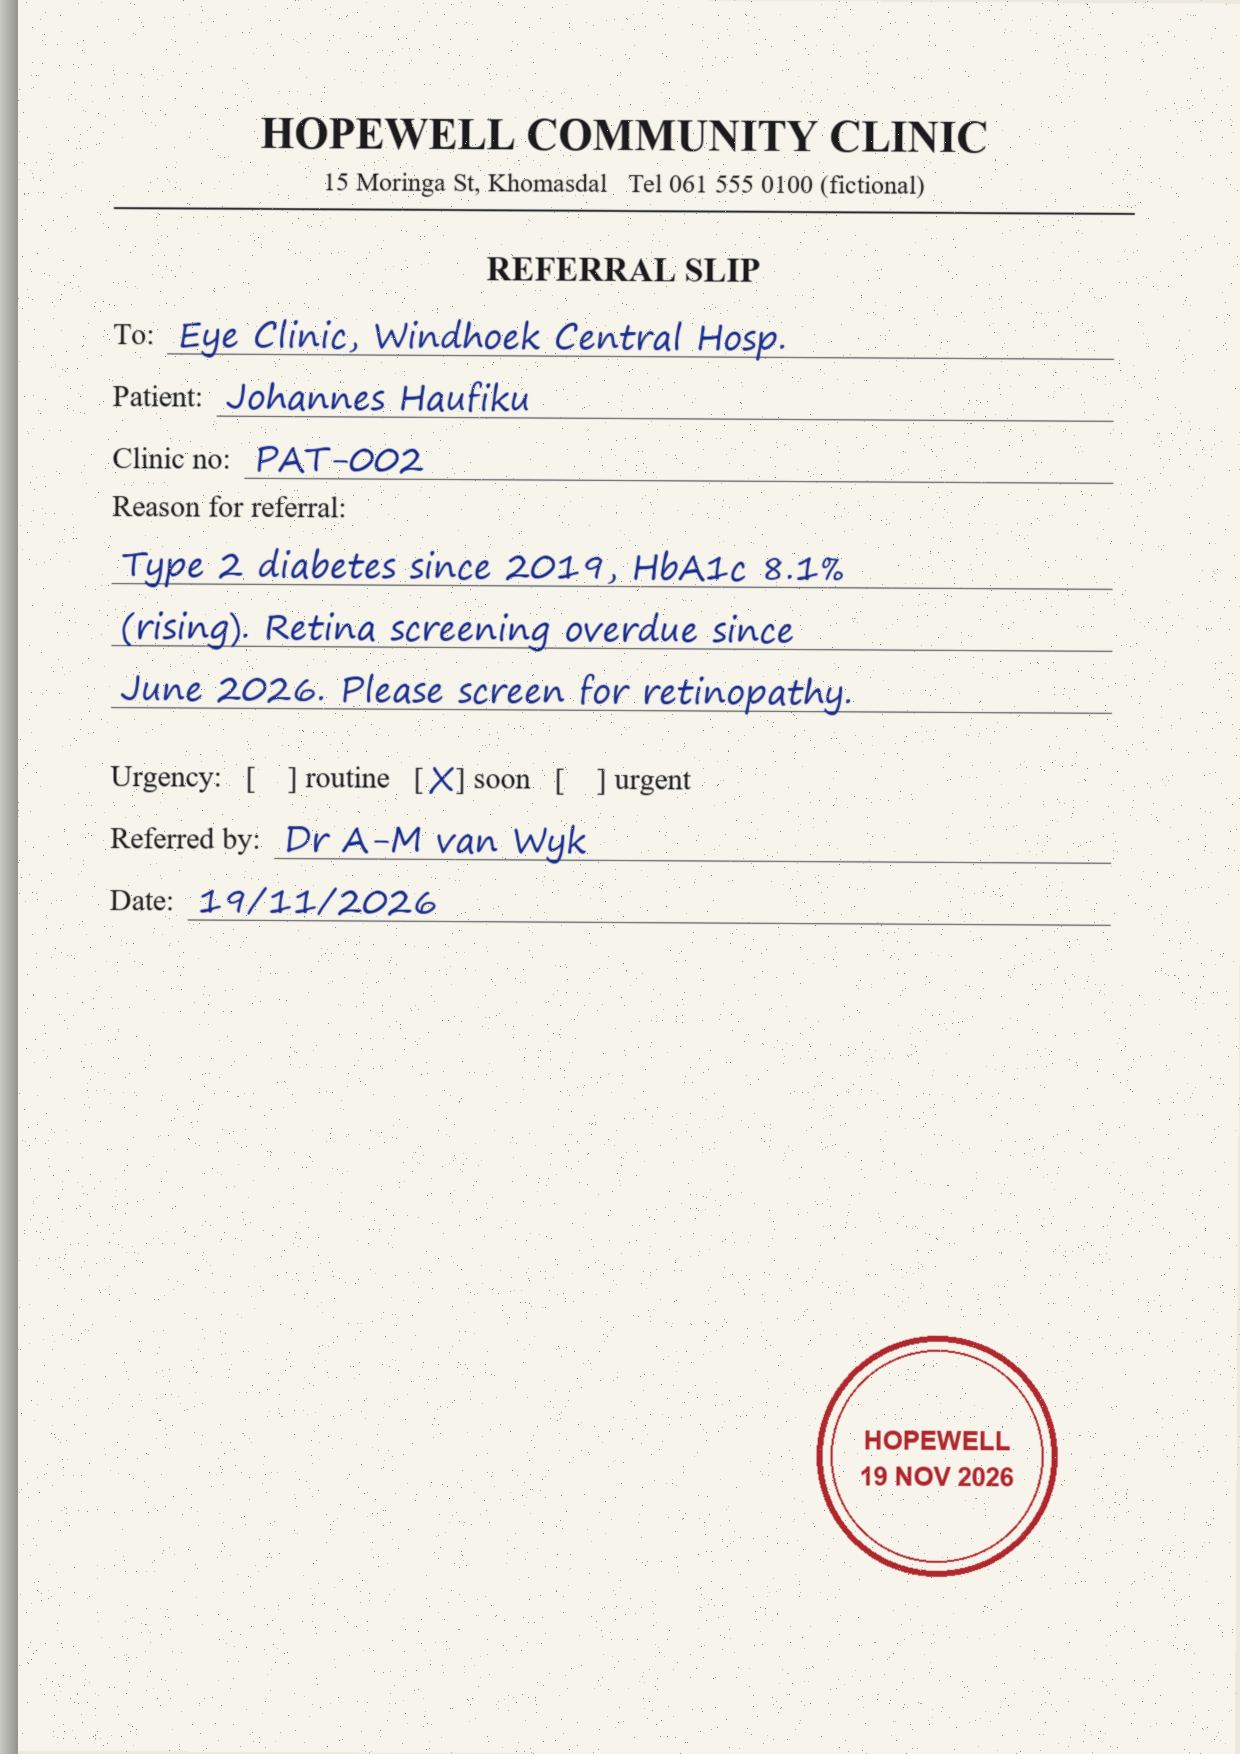 HOPEWELL COMMUNITY CLINIC
15 Moringa St, Khomasdal Tel 061 555 0100 (fictional)
REFERRAL SLIP
To: Eye Clinic, Windhoek Central Hosp.
Patient: Johannes Haufiku
Clinic no: PAT-002
Reason for referral:
Type 2 diabetes since 2019, HbA1c 8.1%
(rising). Retina screening overdue since
June 2026. Please screen for retinopathy.
Urgency: [ ] routine [X] soon [ ] urgent
Referred by: Dr A-M van Wyk
Date: 19/11/2026
HOPEWELL
19 NOV 2026